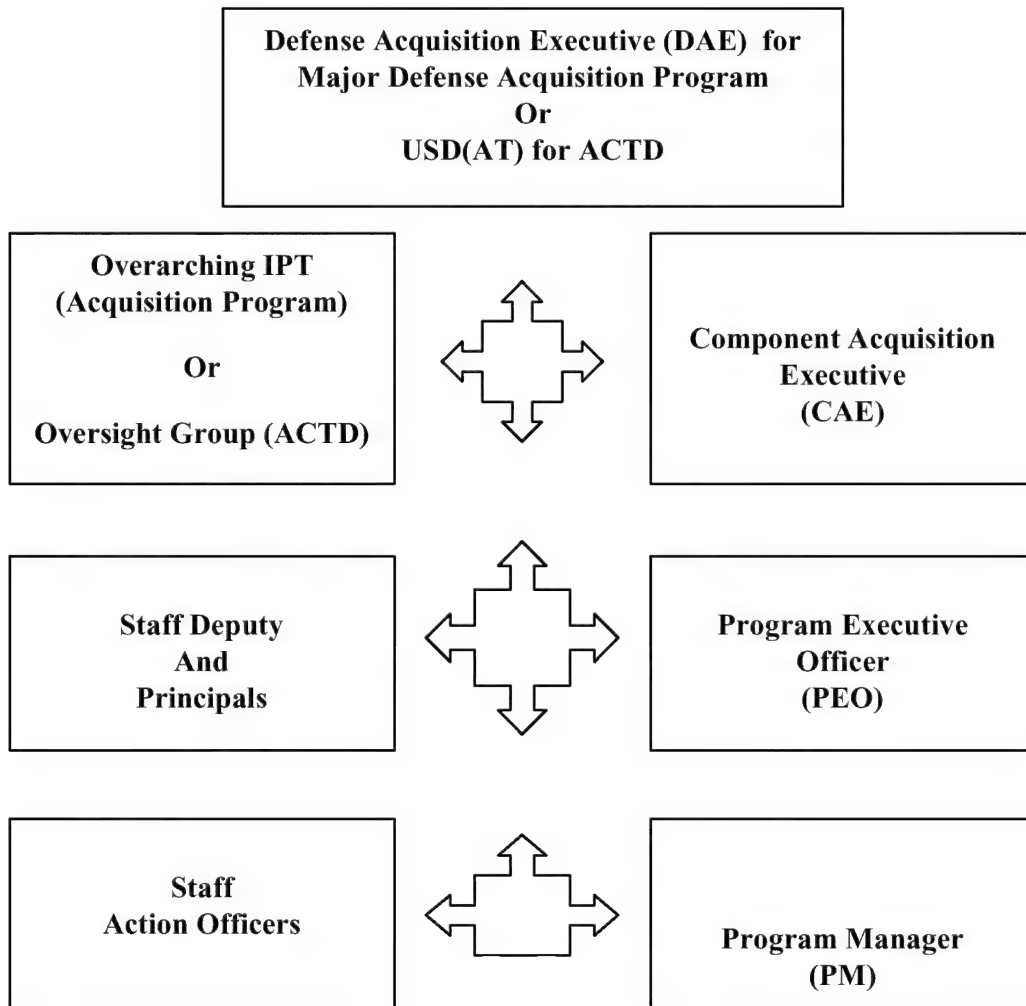 Defense Acquisition Executive (DAE) for
Major Defense Acquisition Program
Or
USD(AT) for ACTD
Overarching IPT
(Acquisition Program)
Or
Oversight Group (ACTD)
Component Acquisition
Executive
(CAE)
Staff Deputy
And
Principals
Program Executive
Officer
(PEO)
Staff
Action Officers
Program Manager
(PM)